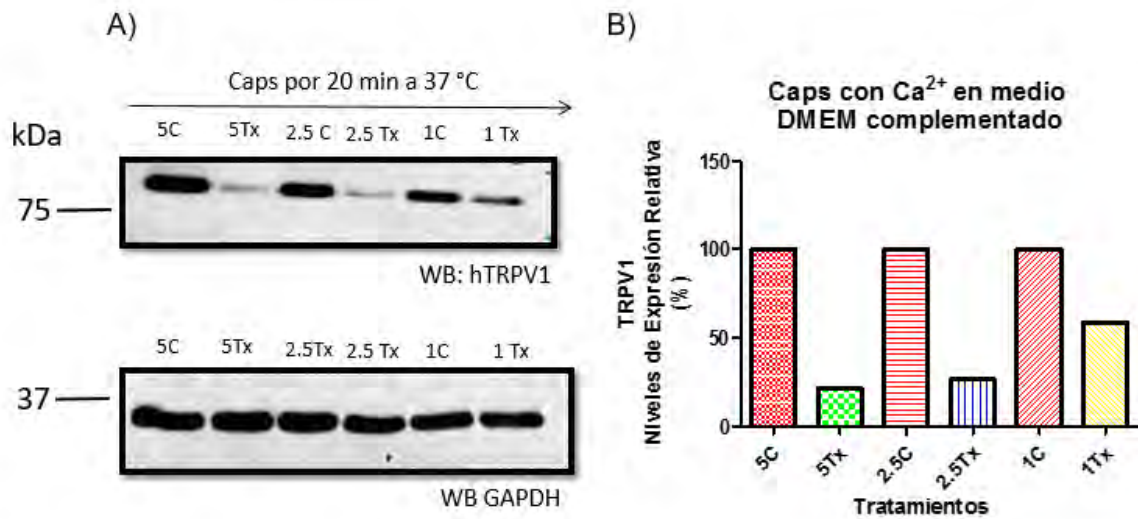 A)
Caps por 20 min a 37 °C
kDa
5C 5Tx 2.5 C 2.5 Tx 1C 1 Tx
75
WB: hTRPV1
5C 5Tx 2.5Tx 2.5 Tx 1C 1 Tx
37
WB GAPDH
B)
Caps con Ca²⁺ en medio
DMEM complementado
TRPV1
Niveles de Expresión Relativa
(%)
150
100
50
0
5C 5Tx 2.5C 2.5Tx 1C 1Tx
Tratamientos